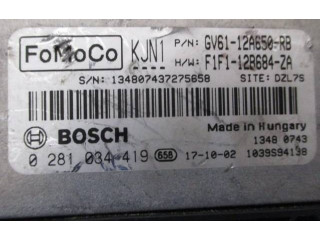 FoMoCo KJN1 P/N: GV61-12A650-RB
H/W: F1F1-12B684-ZA
S/N: 134807437275658 SITE: DZL7S
BOSCH Made in Hungary
1348 0743
0 281 034 419 658 17-10-02 1039S94138